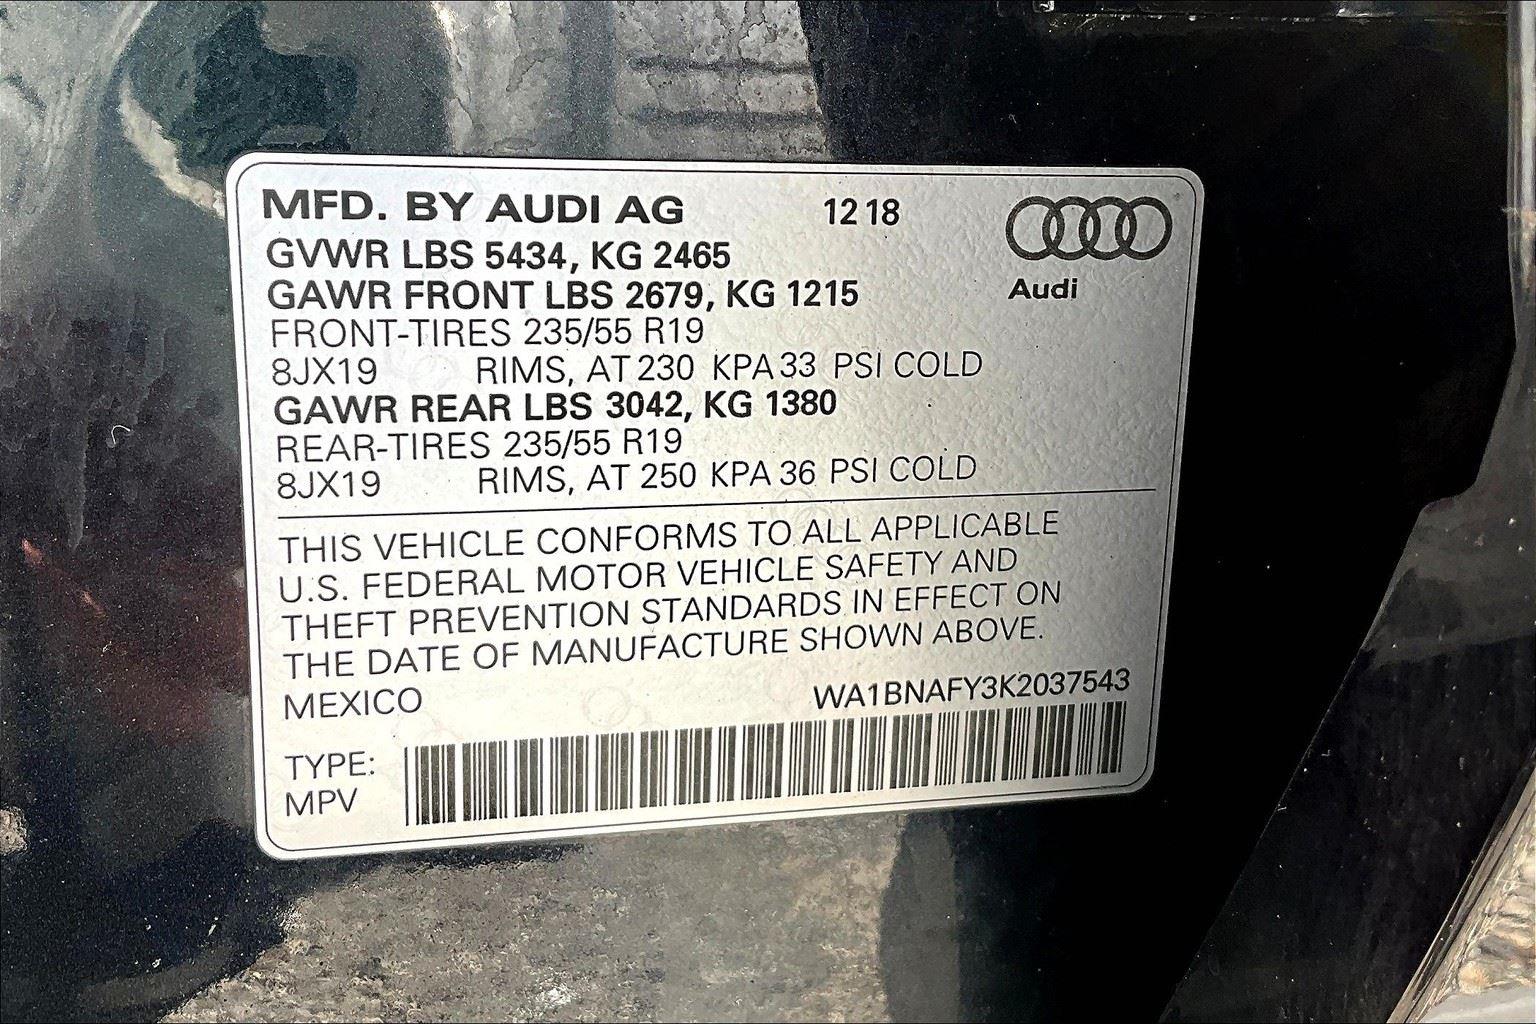 MFD. BY AUDI AG 12 18
GVWR LBS 5434, KG 2465
GAWR FRONT LBS 2679, KG 1215
Audi
FRONT-TIRES 235/55 R19
8JX19 RIMS, AT 230 KPA 33 PSI COLD
GAWR REAR LBS 3042, KG 1380
REAR-TIRES 235/55 R19
8JX19 RIMS, AT 250 KPA 36 PSI COLD
THIS VEHICLE CONFORMS TO ALL APPLICABLE
U.S. FEDERAL MOTOR VEHICLE SAFETY AND
THEFT PREVENTION STANDARDS IN EFFECT ON
THE DATE OF MANUFACTURE SHOWN ABOVE.
MEXICO WA1BNAFY3K2037543
TYPE:
MPV